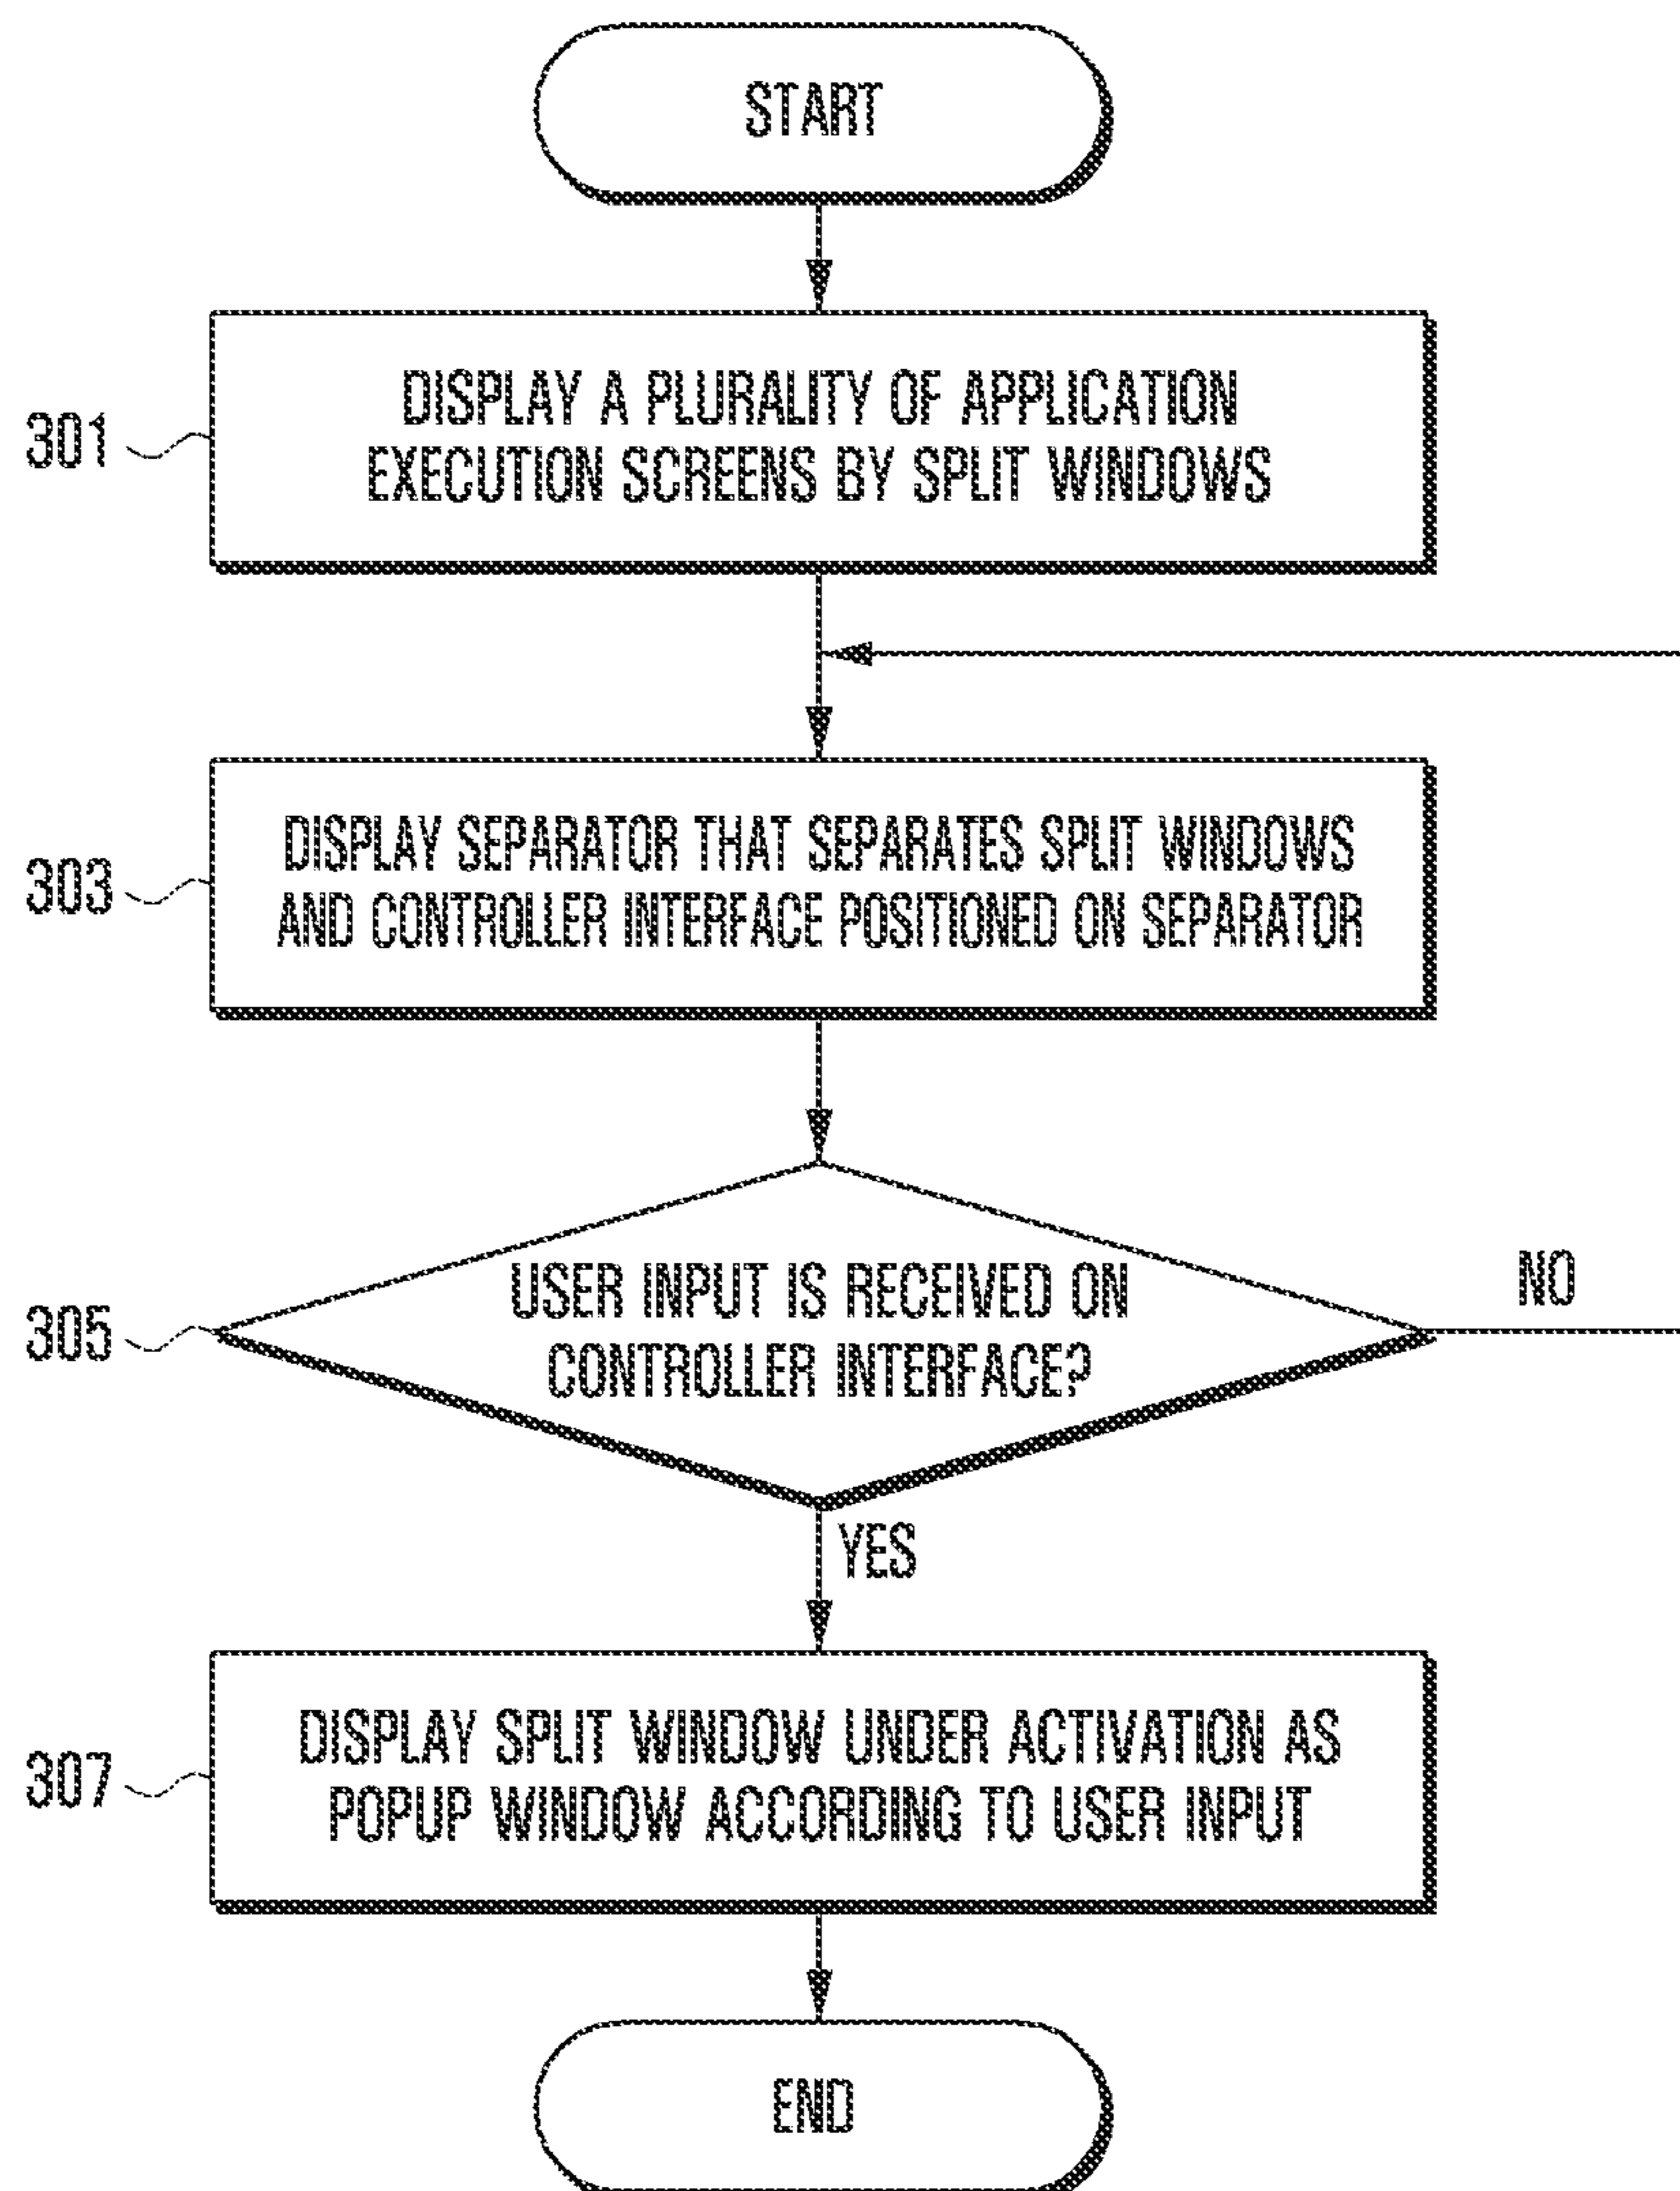 START
301
DISPLAY A PLURALITY OF APPLICATION
EXECUTION SCREENS BY SPLIT WINDOWS
303
DISPLAY SEPARATOR THAT SEPARATES SPLIT WINDOWS
AND CONTROLLER INTERFACE POSITIONED ON SEPARATOR
305
USER INPUT IS RECEIVED ON
CONTROLLER INTERFACE?
NO
YES
307
DISPLAY SPLIT WINDOW UNDER ACTIVATION AS
POPUP WINDOW ACCORDING TO USER INPUT
END